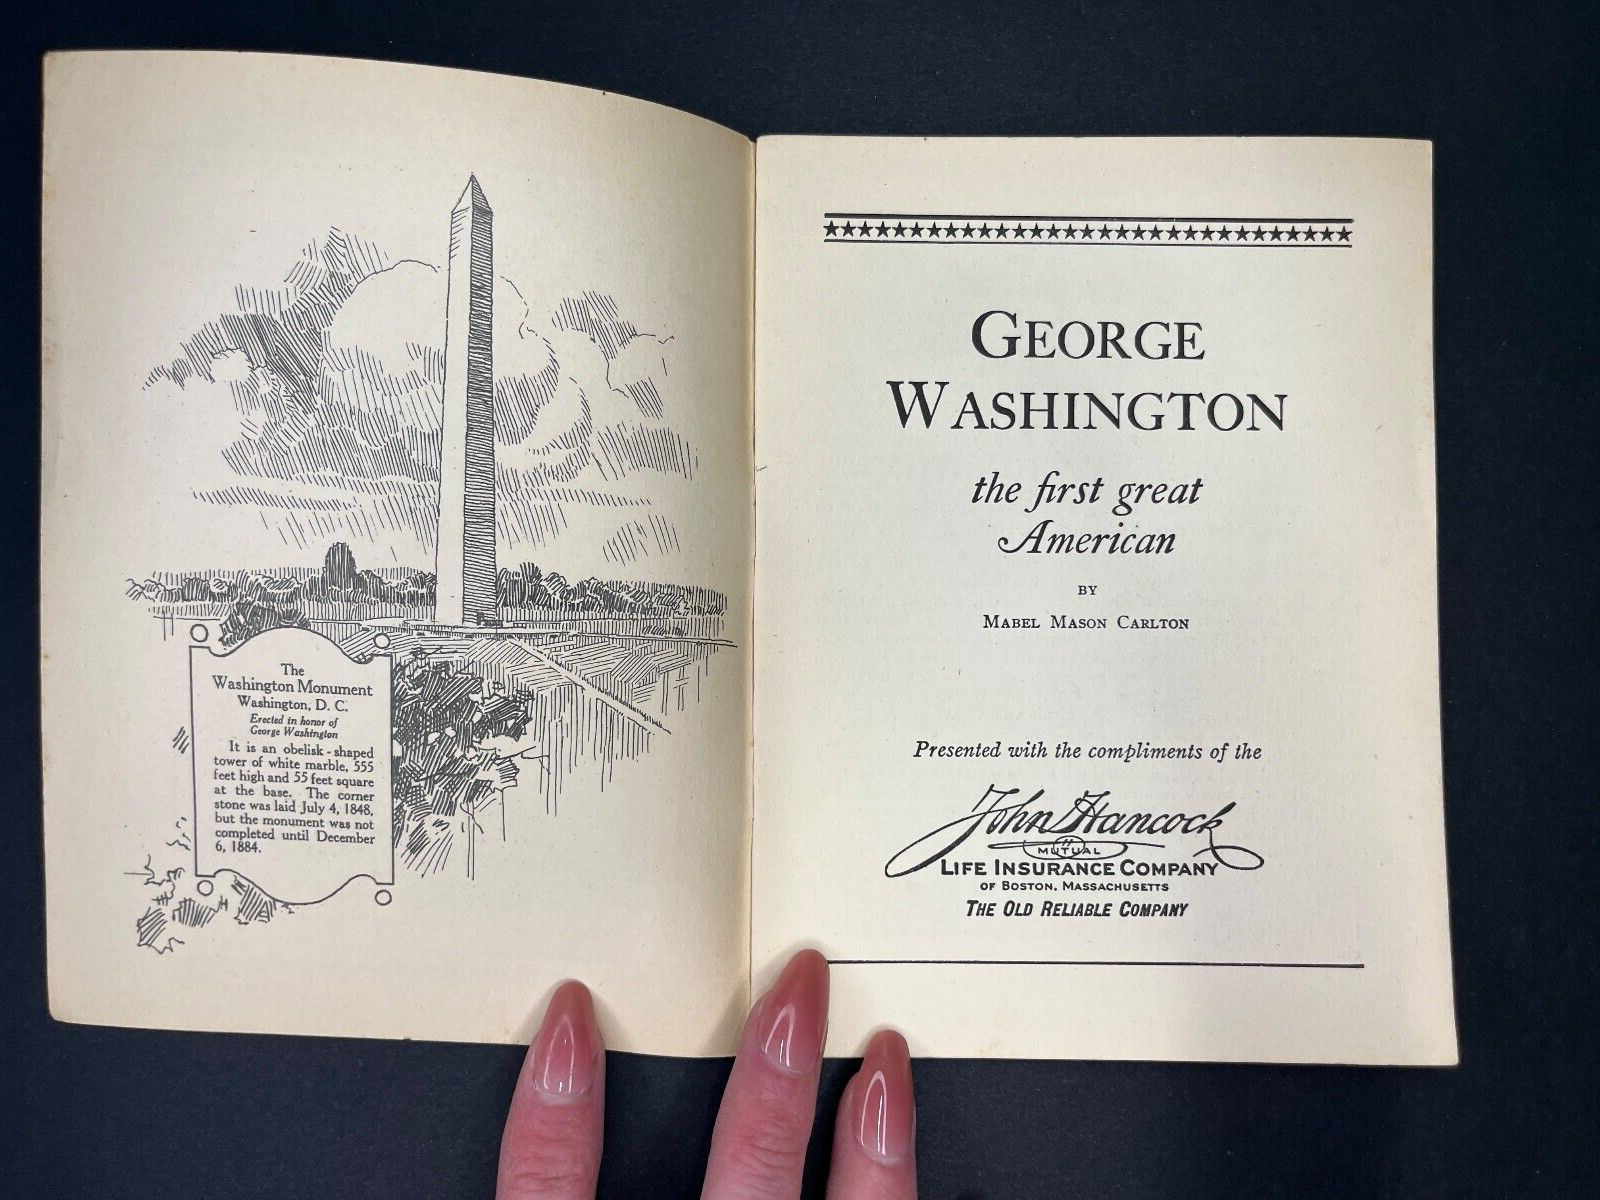 The
Washington Monument
Washington, D. C.
Erected in honor of
George Washington
It is an obelisk-shaped
tower of white marble, 555
feet high and 55 feet square
at the base. The corner
stone was laid July 4, 1848,
but the monument was not
completed until December
6, 1884.
GEORGE
WASHINGTON
the first great
American
BY
MABEL MASON CARLTON
Presented with the compliments of the
John Hancock
MUTUAL
LIFE INSURANCE COMPANY
OF BOSTON, MASSACHUSETTS
THE OLD RELIABLE COMPANY